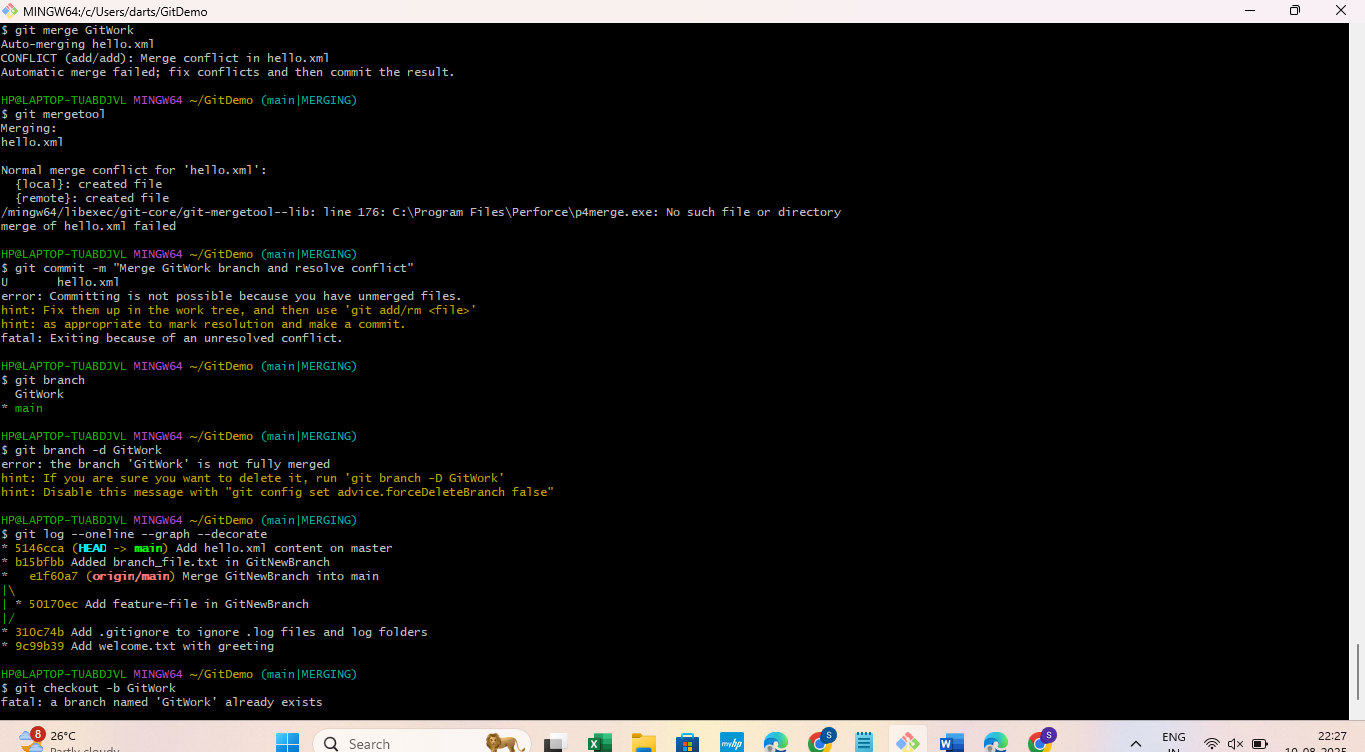 MINGW64:/c/Users/darts/GitDemo
$ git merge GitWork
Auto-merging hello.xml
CONFLICT (add/add): Merge conflict in hello.xml
Automatic merge failed; fix conflicts and then commit the result.
HP@LAPTOP-TUABDJVL MINGW64 ~/GitDemo (main|MERGING)
$ git mergetool
Merging:
hello.xml
Normal merge conflict for 'hello.xml':
  {local}: created file
  {remote}: created file
/mingw64/libexec/git-core/git-mergetool--lib: line 176: C:\Program Files\Perforce\p4merge.exe: No such file or directory
merge of hello.xml failed
HP@LAPTOP-TUABDJVL MINGW64 ~/GitDemo (main|MERGING)
$ git commit -m "Merge GitWork branch and resolve conflict"
U       hello.xml
error: Committing is not possible because you have unmerged files.
hint: Fix them up in the work tree, and then use 'git add/rm <file>'
hint: as appropriate to mark resolution and make a commit.
fatal: Exiting because of an unresolved conflict.
HP@LAPTOP-TUABDJVL MINGW64 ~/GitDemo (main|MERGING)
$ git branch
  GitWork
* main
HP@LAPTOP-TUABDJVL MINGW64 ~/GitDemo (main|MERGING)
$ git branch -d GitWork
error: the branch 'GitWork' is not fully merged
hint: If you are sure you want to delete it, run 'git branch -D GitWork'
hint: Disable this message with "git config set advice.forceDeleteBranch false"
HP@LAPTOP-TUABDJVL MINGW64 ~/GitDemo (main|MERGING)
$ git log --oneline --graph --decorate
* 5146cca (HEAD -> main) Add hello.xml content on master
* b15bfbb Added branch_file.txt in GitNewBranch
*   e1f60a7 (origin/main) Merge GitNewBranch into main
|\
| * 50170ec Add feature-file in GitNewBranch
|/
* 310c74b Add .gitignore to ignore .log files and log folders
* 9c99b39 Add welcome.txt with greeting
HP@LAPTOP-TUABDJVL MINGW64 ~/GitDemo (main|MERGING)
$ git checkout -b GitWork
fatal: a branch named 'GitWork' already exists
8
26°C
Partly cloudy
Search
myhp
S
S
ENG
IN
22:27
10-08-2025